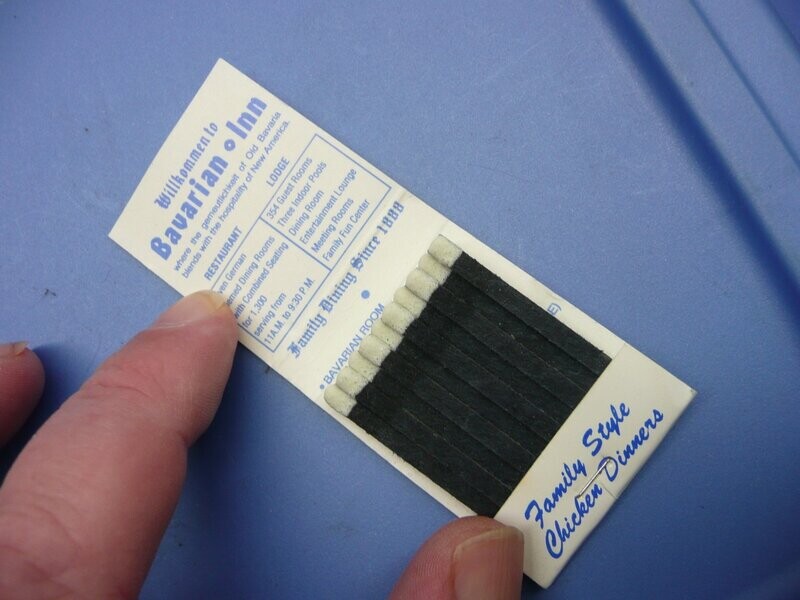 Willkommen to
Bavarian • Inn
where the gemeutlichkeit of Old Bavaria
blends with the hospitality of New America.
RESTAURANT
German
Dining Rooms
with Combined Seating
for 1,300
serving from
11 A.M. to 9:30 P.M.
LODGE
354 Guest Rooms
Three Indoor Pools
Dining Room
Entertainment Lounge
Meeting Rooms
Family Fun Center
Family Dining Since 1888
• BAVARIAN ROOM
Family Style
Chicken Dinners